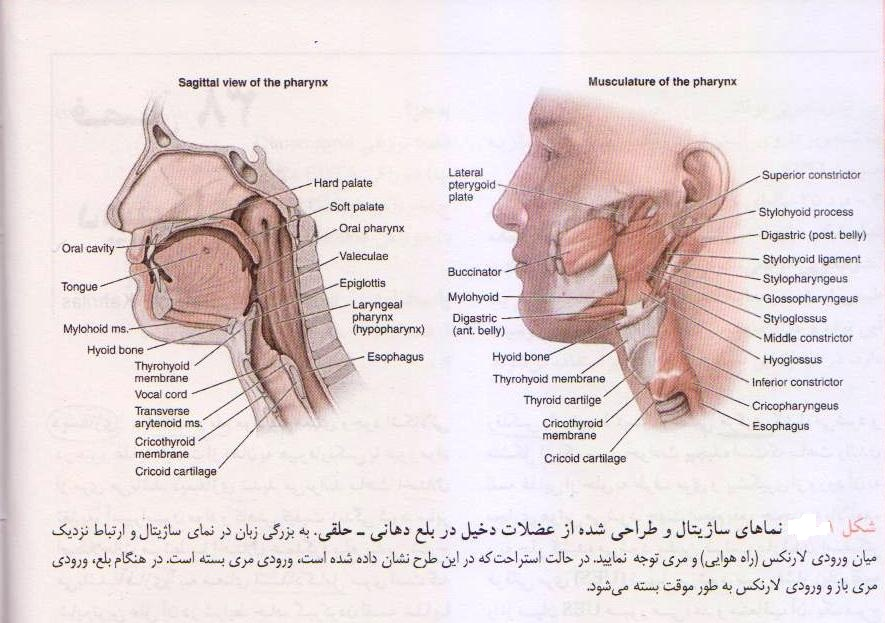 Sagittal view of the pharynx
Hard palate
Soft palate
Oral pharynx
Oral cavity
Valeculae
Tongue
Epiglottis
Laryngeal
pharynx
(hypopharynx)
Mylohoid ms.
Hyoid bone
Esophagus
Thyrohyoid
membrane
Vocal cord
Transverse
arytenoid ms.
Cricothyroid
membrane
Cricoid cartilage
Musculature of the pharynx
Lateral
pterygoid
plate
Superior constrictor
Stylohyoid process
Digastric (post. belly)
Stylohyoid ligament
Buccinator
Stylopharyngeus
Mylohyoid
Glossopharyngeus
Digastric
(ant. belly)
Styloglossus
Middle constrictor
Hyoid bone
Hyoglossus
Thyrohyoid membrane
Inferior constrictor
Thyroid cartilge
Cricopharyngeus
Cricothyroid
membrane
Esophagus
Cricoid cartilage
شکل ۱ نماهای ساژیتال و طراحی شده از عضلات دخیل در بلع دهانی ـ حلقی. به بزرگی زبان در نمای ساژیتال و ارتباط نزدیک
میان ورودی لارنکس (راه هوایی) و مری توجه نمایید. در حالت استراحت که در این طرح نشان داده شده است، ورودی مری بسته است. در هنگام بلع، ورودی
مری باز و ورودی لارنکس به طور موقت بسته می‌شود.